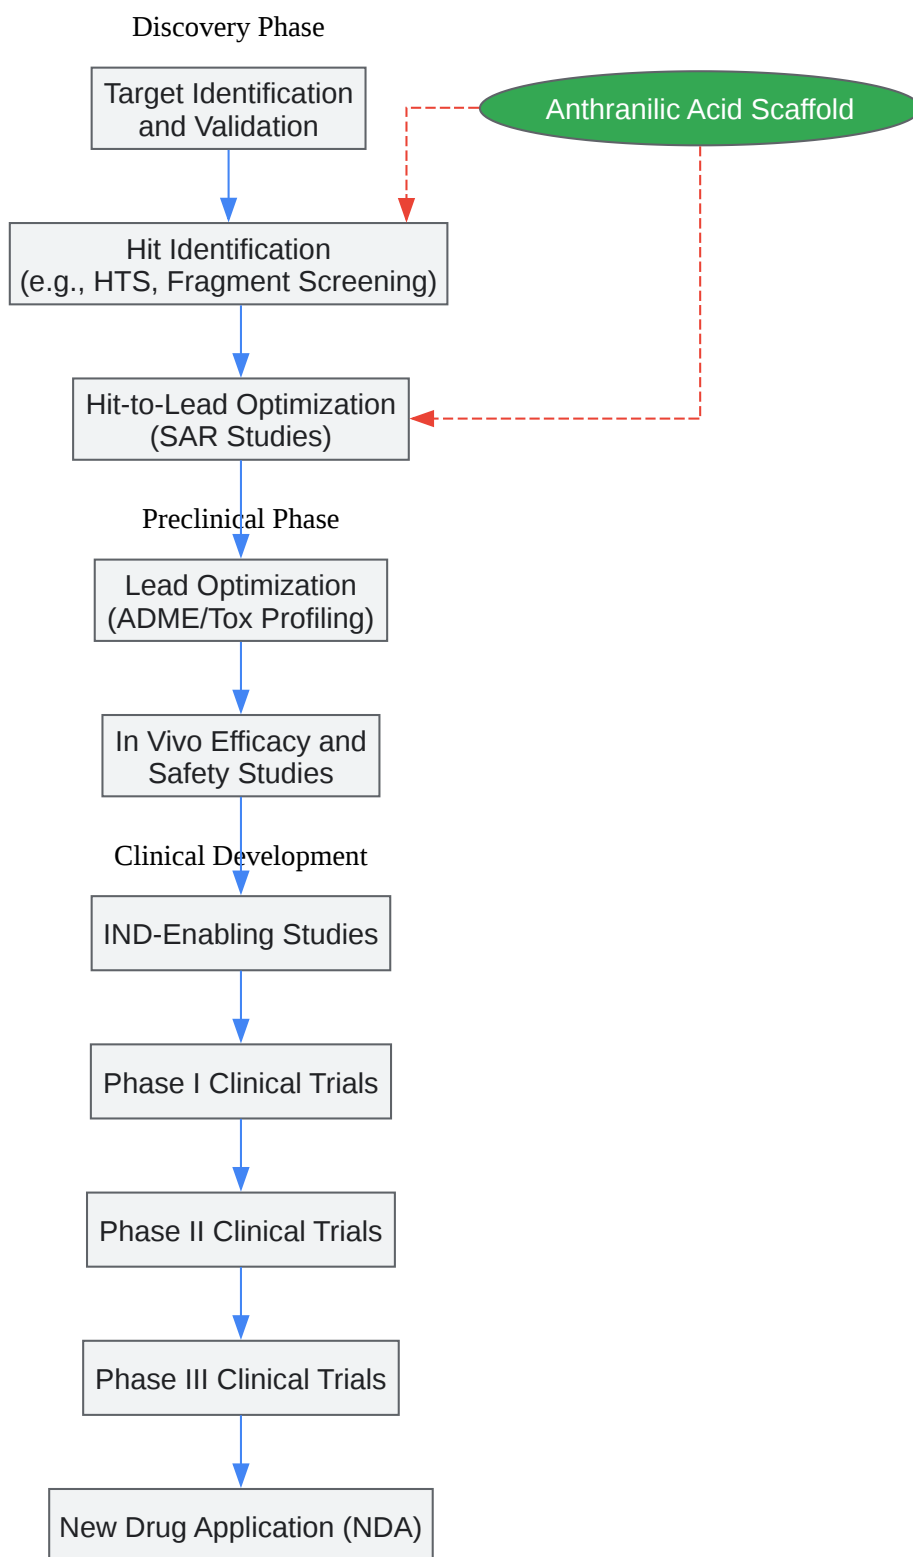 Discovery Phase
Target Identification
and Validation
Anthranilic Acid Scaffold
Hit Identification
(e.g., HTS, Fragment Screening)
Hit-to-Lead Optimization
(SAR Studies)
Preclinical Phase
Lead Optimization
(ADME/Tox Profiling)
In Vivo Efficacy and
Safety Studies
Clinical Development
IND-Enabling Studies
Phase I Clinical Trials
Phase II Clinical Trials
Phase III Clinical Trials
New Drug Application (NDA)